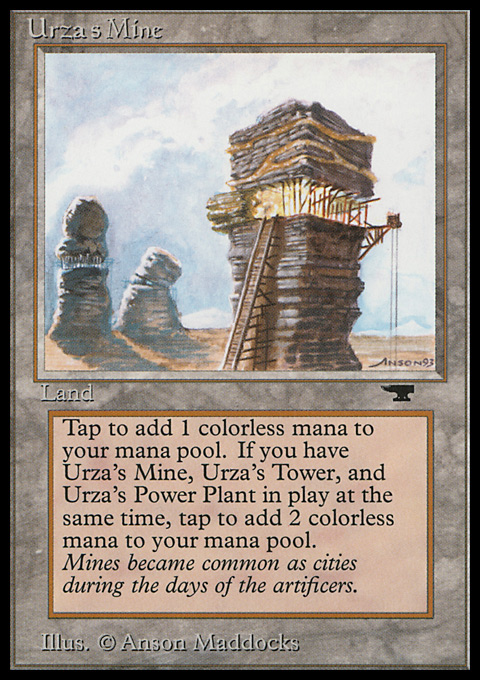 Urza's Mine
ANSON93
Land
Tap to add 1 colorless mana to
your mana pool. If you have
Urza's Mine, Urza's Tower, and
Urza's Power Plant in play at the
same time, tap to add 2 colorless
mana to your mana pool.
Mines became common as cities
during the days of the artificers.
Illus. © Anson Maddocks